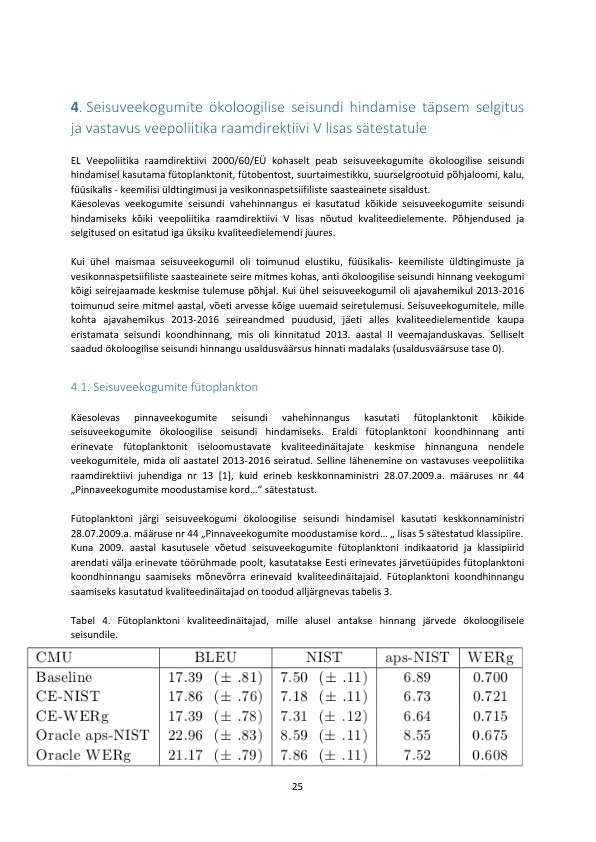 4. Seisuveekogumite ökoloogilise seisundi hindamise täpsem selgitus
ja vastavus veepoliitika raamdirektiivi V lisas sätestatule
EL Veepoliitika raamdirektiivi 2000/60/EÜ kohaselt peab seisuveekogumite ökoloogilise seisundi
hindamisel kasutama fütoplanktonit, fütobentost, suurtaimestikku, suurselgrootuid põhjaloomi, kalu,
füüsikalis - keemilisi üldtingimusi ja vesikonnaspetsiifiliste saasteainete sisaldust.
Käesolevas veekogumite seisundi vahehinnangus ei kasutatud kõikide seisuveekogumite seisundi
hindamiseks kõiki veepoliitika raamdirektiivi V lisas nõutud kvaliteedielemente. Põhjendused ja
selgitused on esitatud iga üksiku kvaliteedielemendi juures.
Kui ühel maismaa seisuveekogumil oli toimunud elustiku, füüsikalis- keemiliste üldtingimuste ja
vesikonnaspetsiifiliste saasteainete seire mitmes kohas, anti ökoloogilise seisundi hinnang veekogumi
kõigi seirejaamade keskmise tulemuse põhjal. Kui ühel seisuveekogumil oli ajavahemikul 2013-2016
toimunud seire mitmel aastal, võeti arvesse kõige uuemaid seiretulemusi. Seisuveekogumitele, mille
kohta ajavahemikus 2013-2016 seireandmed puudusid, jäeti alles kvaliteedielementide kaupa
eristamata seisundi koondhinnang, mis oli kinnitatud 2013. aastal II veemajanduskavas. Selliselt
saadud ökoloogilise seisundi hinnangu usaldusväärsus hinnati madalaks (usaldusväärsuse tase 0).
4.1. Seisuveekogumite fütoplankton
Käesolevas pinnaveekogumite seisundi vahehinnangus kasutati fütoplanktonit kõikide
seisuveekogumite ökoloogilise seisundi hindamiseks. Eraldi fütoplanktoni koondhinnang anti
erinevate fütoplanktonit iseloomustavate kvaliteedinäitajate keskmise hinnanguna nendele
veekogumitele, mida oli aastatel 2013-2016 seiratud. Selline lähenemine on vastavuses veepoliitika
raamdirektiivi juhendiga nr 13 [1], kuid erineb keskkonnaministri 28.07.2009.a. määruses nr 44
„Pinnaveekogumite moodustamise kord…“ sätestatust.
Fütoplanktoni järgi seisuveekogumi ökoloogilise seisundi hindamisel kasutati keskkonnaministri
28.07.2009.a. määruse nr 44 „Pinnaveekogumite moodustamise kord… „ lisas 5 sätestatud klassipiire.
Kuna 2009. aastal kasutusele võetud seisuveekogumite fütoplanktoni indikaatorid ja klassipiirid
arendati välja erinevate töörühmade poolt, kasutatakse Eesti erinevates järvetüüpides fütoplanktoni
koondhinnangu saamiseks mõnevõrra erinevaid kvaliteedinäitajaid. Fütoplanktoni koondhinnangu
saamiseks kasutatud kvaliteedinäitajad on toodud alljärgnevas tabelis 3.
Tabel 4. Fütoplanktoni kvaliteedinäitajad, mille alusel antakse hinnang järvede ökoloogilisele
seisundile.
CMU BLEU NIST aps-NIST WERg
Baseline 17.39 (± .81) 7.50 (± .11) 6.89 0.700
CE-NIST 17.86 (± .76) 7.18 (± .11) 6.73 0.721
CE-WERg 17.39 (± .78) 7.31 (± .12) 6.64 0.715
Oracle aps-NIST 22.96 (± .83) 8.59 (± .11) 8.55 0.675
Oracle WERg 21.17 (± .79) 7.86 (± .11) 7.52 0.608
25